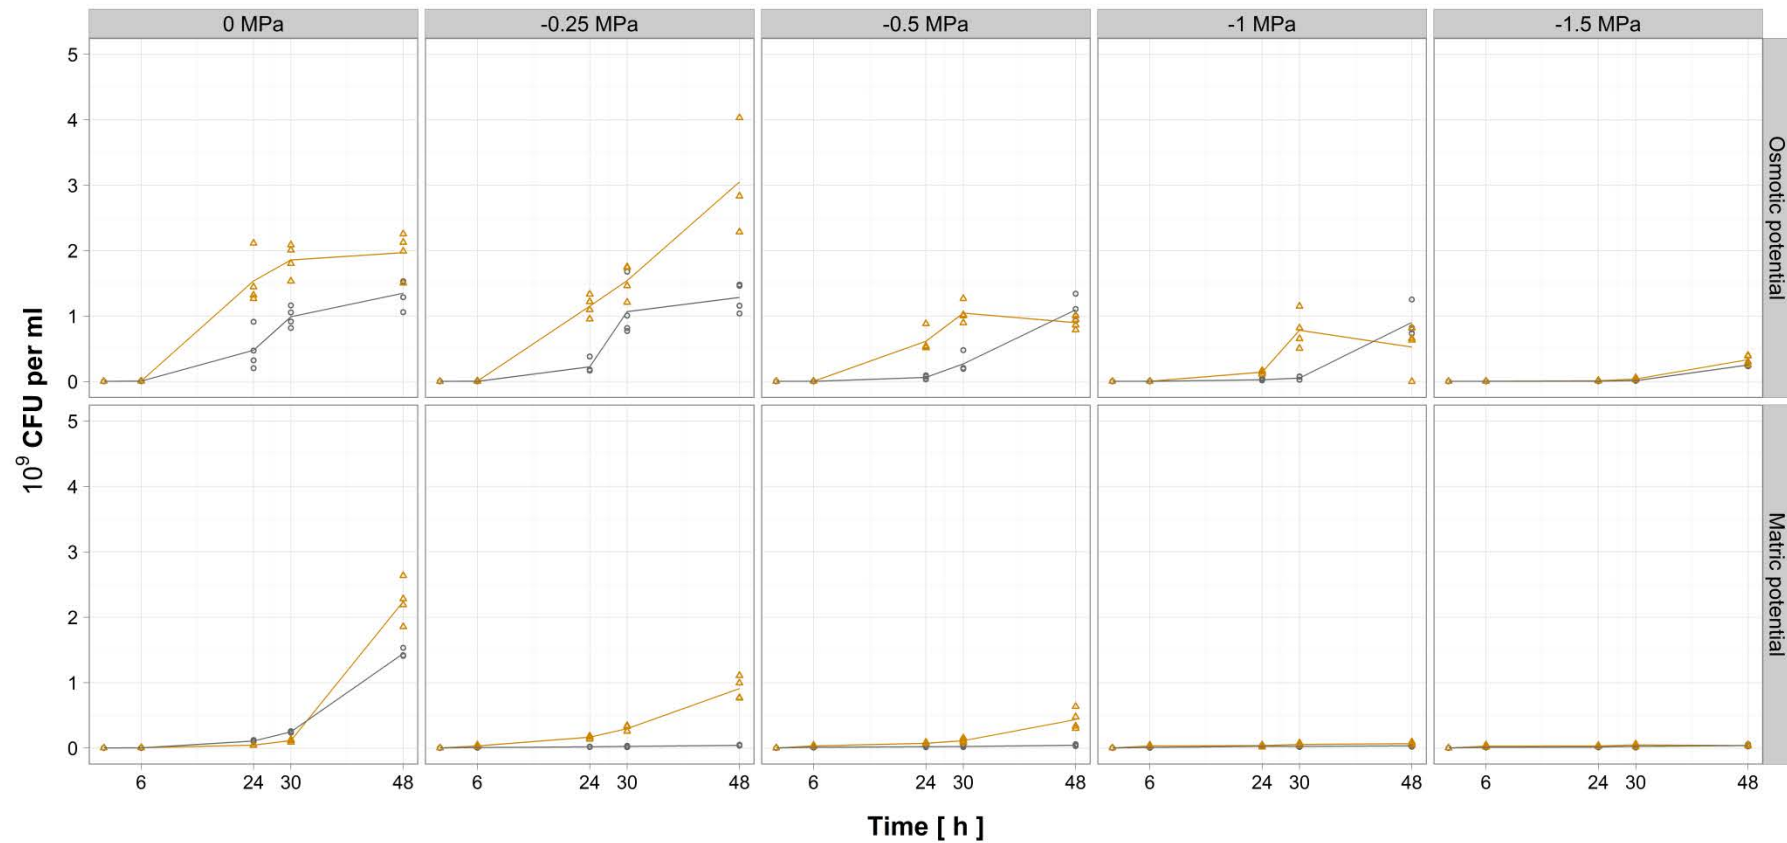 0 MPa
-0.25 MPa
-0.5 MPa
-1 MPa
-1.5 MPa
10⁹ CFU per ml
5
4
3
2
1
0
Osmotic potential
5
4
3
2
1
0
Matric potential
6 24 30 48
6 24 30 48
6 24 30 48
6 24 30 48
6 24 30 48
Time [ h ]